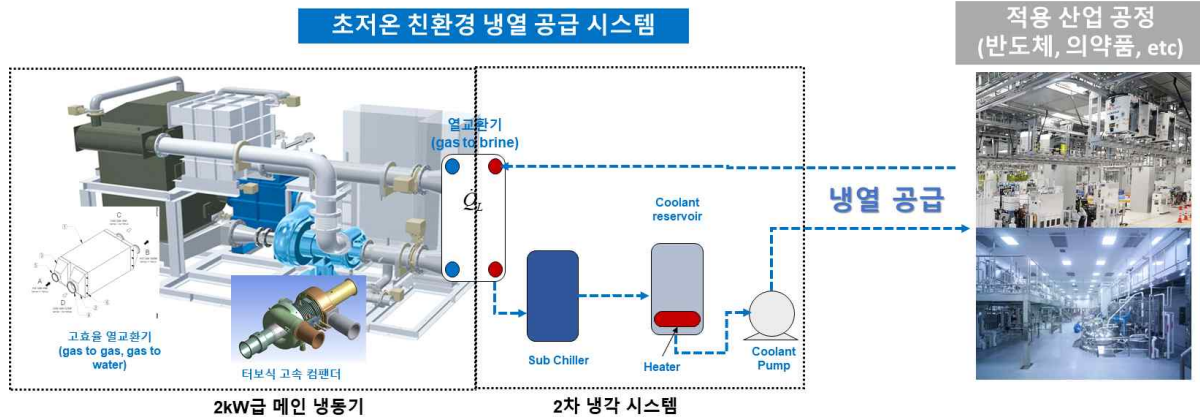 초저온 친환경 냉열 공급 시스템
적용 산업 공정
(반도체, 의약품, etc)
열교환기
(gas to brine)
Q̇L
Coolant
reservoir
냉열 공급
C
B
A
D
고효율 열교환기
(gas to gas, gas to
water)
터보식 고속 컴팬더
Sub Chiller
Heater
Coolant
Pump
2kW급 메인 냉동기
2차 냉각 시스템